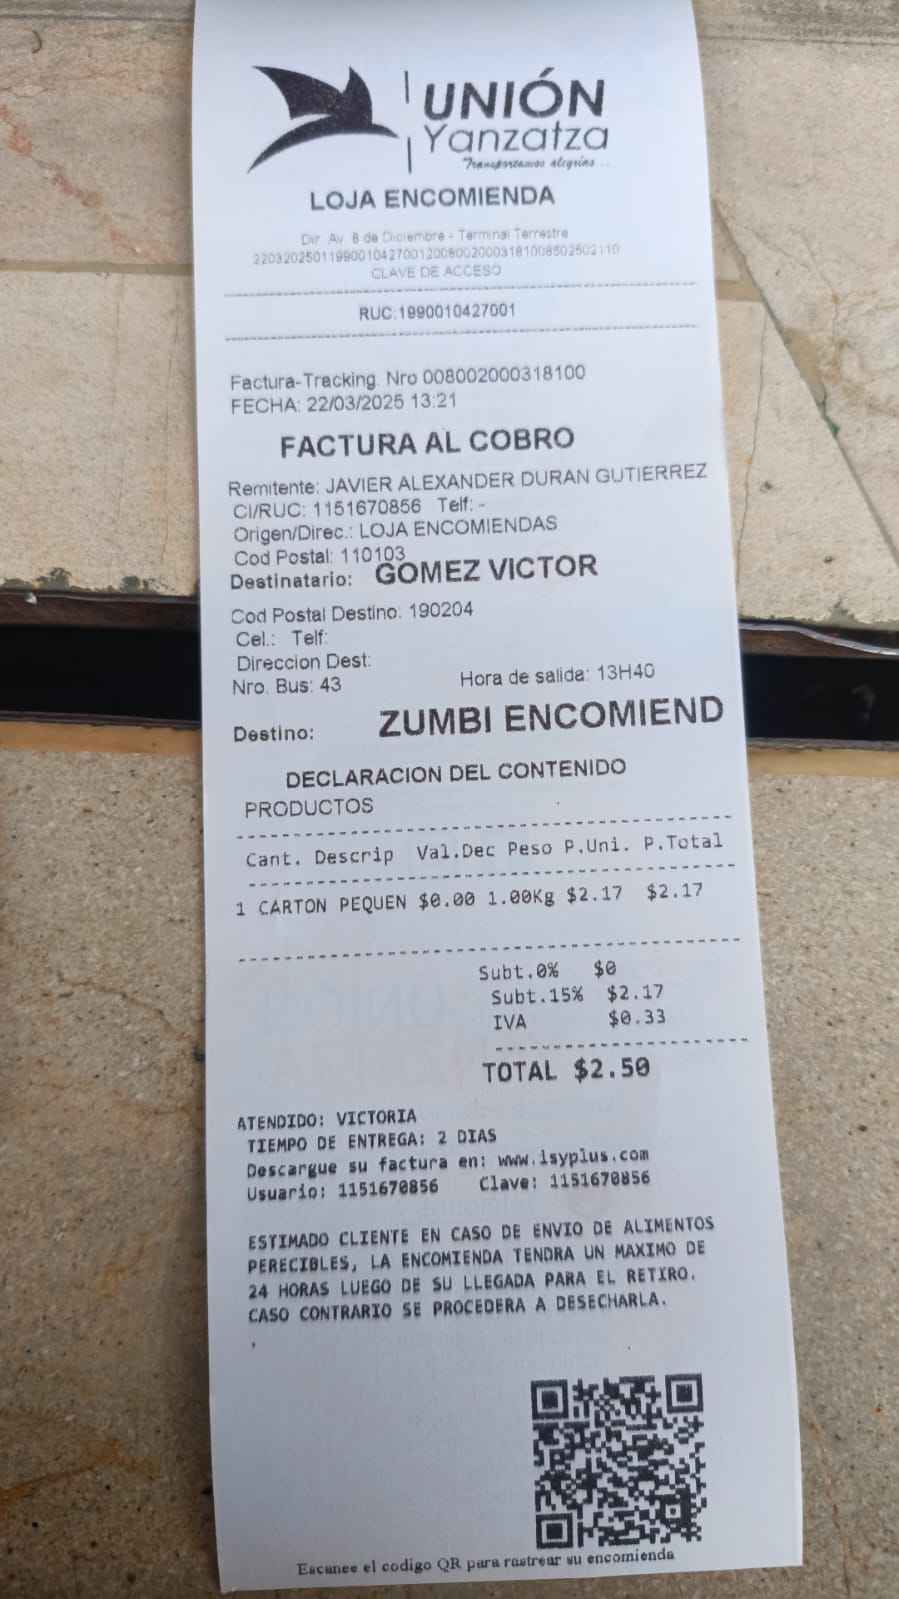 UNIÓN
Yanzatza
Transportamos alegrías...
LOJA ENCOMIENDA
Dir. Av. 8 de Diciembre - Terminal Terrestre
CLAVE DE ACCESO
RUC:1990010427001
Factura-Tracking. Nro 008002000318100
FECHA: 22/03/2025 13:21
FACTURA AL COBRO
Remitente: JAVIER ALEXANDER DURAN GUTIERREZ
CI/RUC: 1151670856 Telf: -
Origen/Direc.: LOJA ENCOMIENDAS
Cod Postal: 110103
Destinatario: GOMEZ VICTOR
Cod Postal Destino: 190204
Cel.: Telf:
Direccion Dest:
Nro. Bus: 43 Hora de salida: 13H40
Destino: ZUMBI ENCOMIEND
DECLARACION DEL CONTENIDO
PRODUCTOS
Cant. Descrip Val.Dec Peso P.Uni. P.Total
1 CARTON PEQUEN $0.00 1.00Kg $2.17 $2.17
Subt.0% $0
Subt.15% $2.17
IVA $0.33
TOTAL $2.50
ATENDIDO: VICTORIA
TIEMPO DE ENTREGA: 2 DIAS
Descargue su factura en: www.isyplus.com
Usuario: 1151670856 Clave: 1151670856
ESTIMADO CLIENTE EN CASO DE ENVIO DE ALIMENTOS
PERECIBLES, LA ENCOMIENDA TENDRA UN MAXIMO DE
24 HORAS LUEGO DE SU LLEGADA PARA EL RETIRO.
CASO CONTRARIO SE PROCEDERA A DESECHARLA.
,
Escanee el codigo QR para rastrear su encomienda